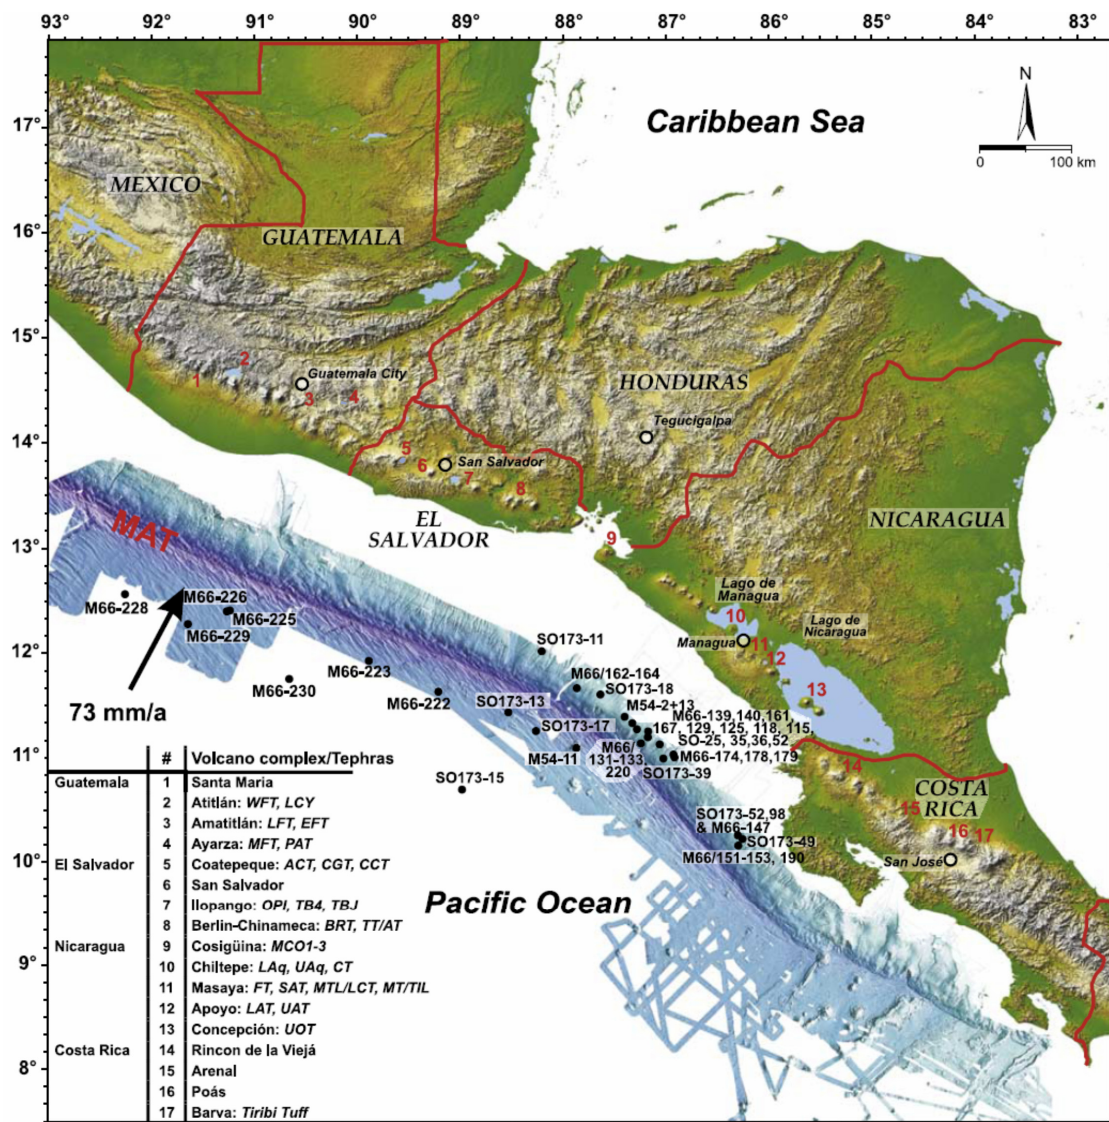 93° 92° 91° 90° 89° 88° 87° 86° 85° 84° 83°
N
Caribbean Sea
0 100 km
17°
MEXICO
16°
GUATEMALA
15°
Guatemala City
HONDURAS
Tegucigalpa
1
2
3
4
14°
5
6
San Salvador
7
8
EL
SALVADOR
NICARAGUA
9
13°
MAT
Lago de
Managua
Lago de
Nicaragua
10
Managua
11
12
13
M66-228
M66-226
M66-225
M66-229
12°
SO173-11
M66-223
M66/162-164
SO173-18
M66-230
M66-222
SO173-13
M54-2+13
73 mm/a
M66-139, 140,161,
SO173-17
167, 129, 125, 118, 115,
SO-25, 35,36,52
11°
M54-11
M66/
131-133,
220
M66-174, 178, 179
SO173-39
SO173-15
14
COSTA
RICA
15
16
17
San José
SO173-52,98
& M66-147
SO173-49
M66/151-153, 190
10°
Pacific Ocean
9°
8°
# Volcano complex/Tephras
Guatemala 1 Santa Maria
2 Atitlán: WFT, LCY
3 Amatitlán: LFT, EFT
4 Ayarza: MFT, PAT
El Salvador 5 Coatepeque: ACT, CGT, CCT
6 San Salvador
7 Ilopango: OPI, TB4, TBJ
8 Berlin-Chinameca: BRT, TT/AT
Nicaragua 9 Cosigüina: MCO1-3
10 Chiltepe: LAq, UAq, CT
11 Masaya: FT, SAT, MTL/LCT, MT/TIL
12 Apoyo: LAT, UAT
13 Concepción: UOT
Costa Rica 14 Rincon de la Viejá
15 Arenal
16 Poás
17 Barva: Tiribi Tuff